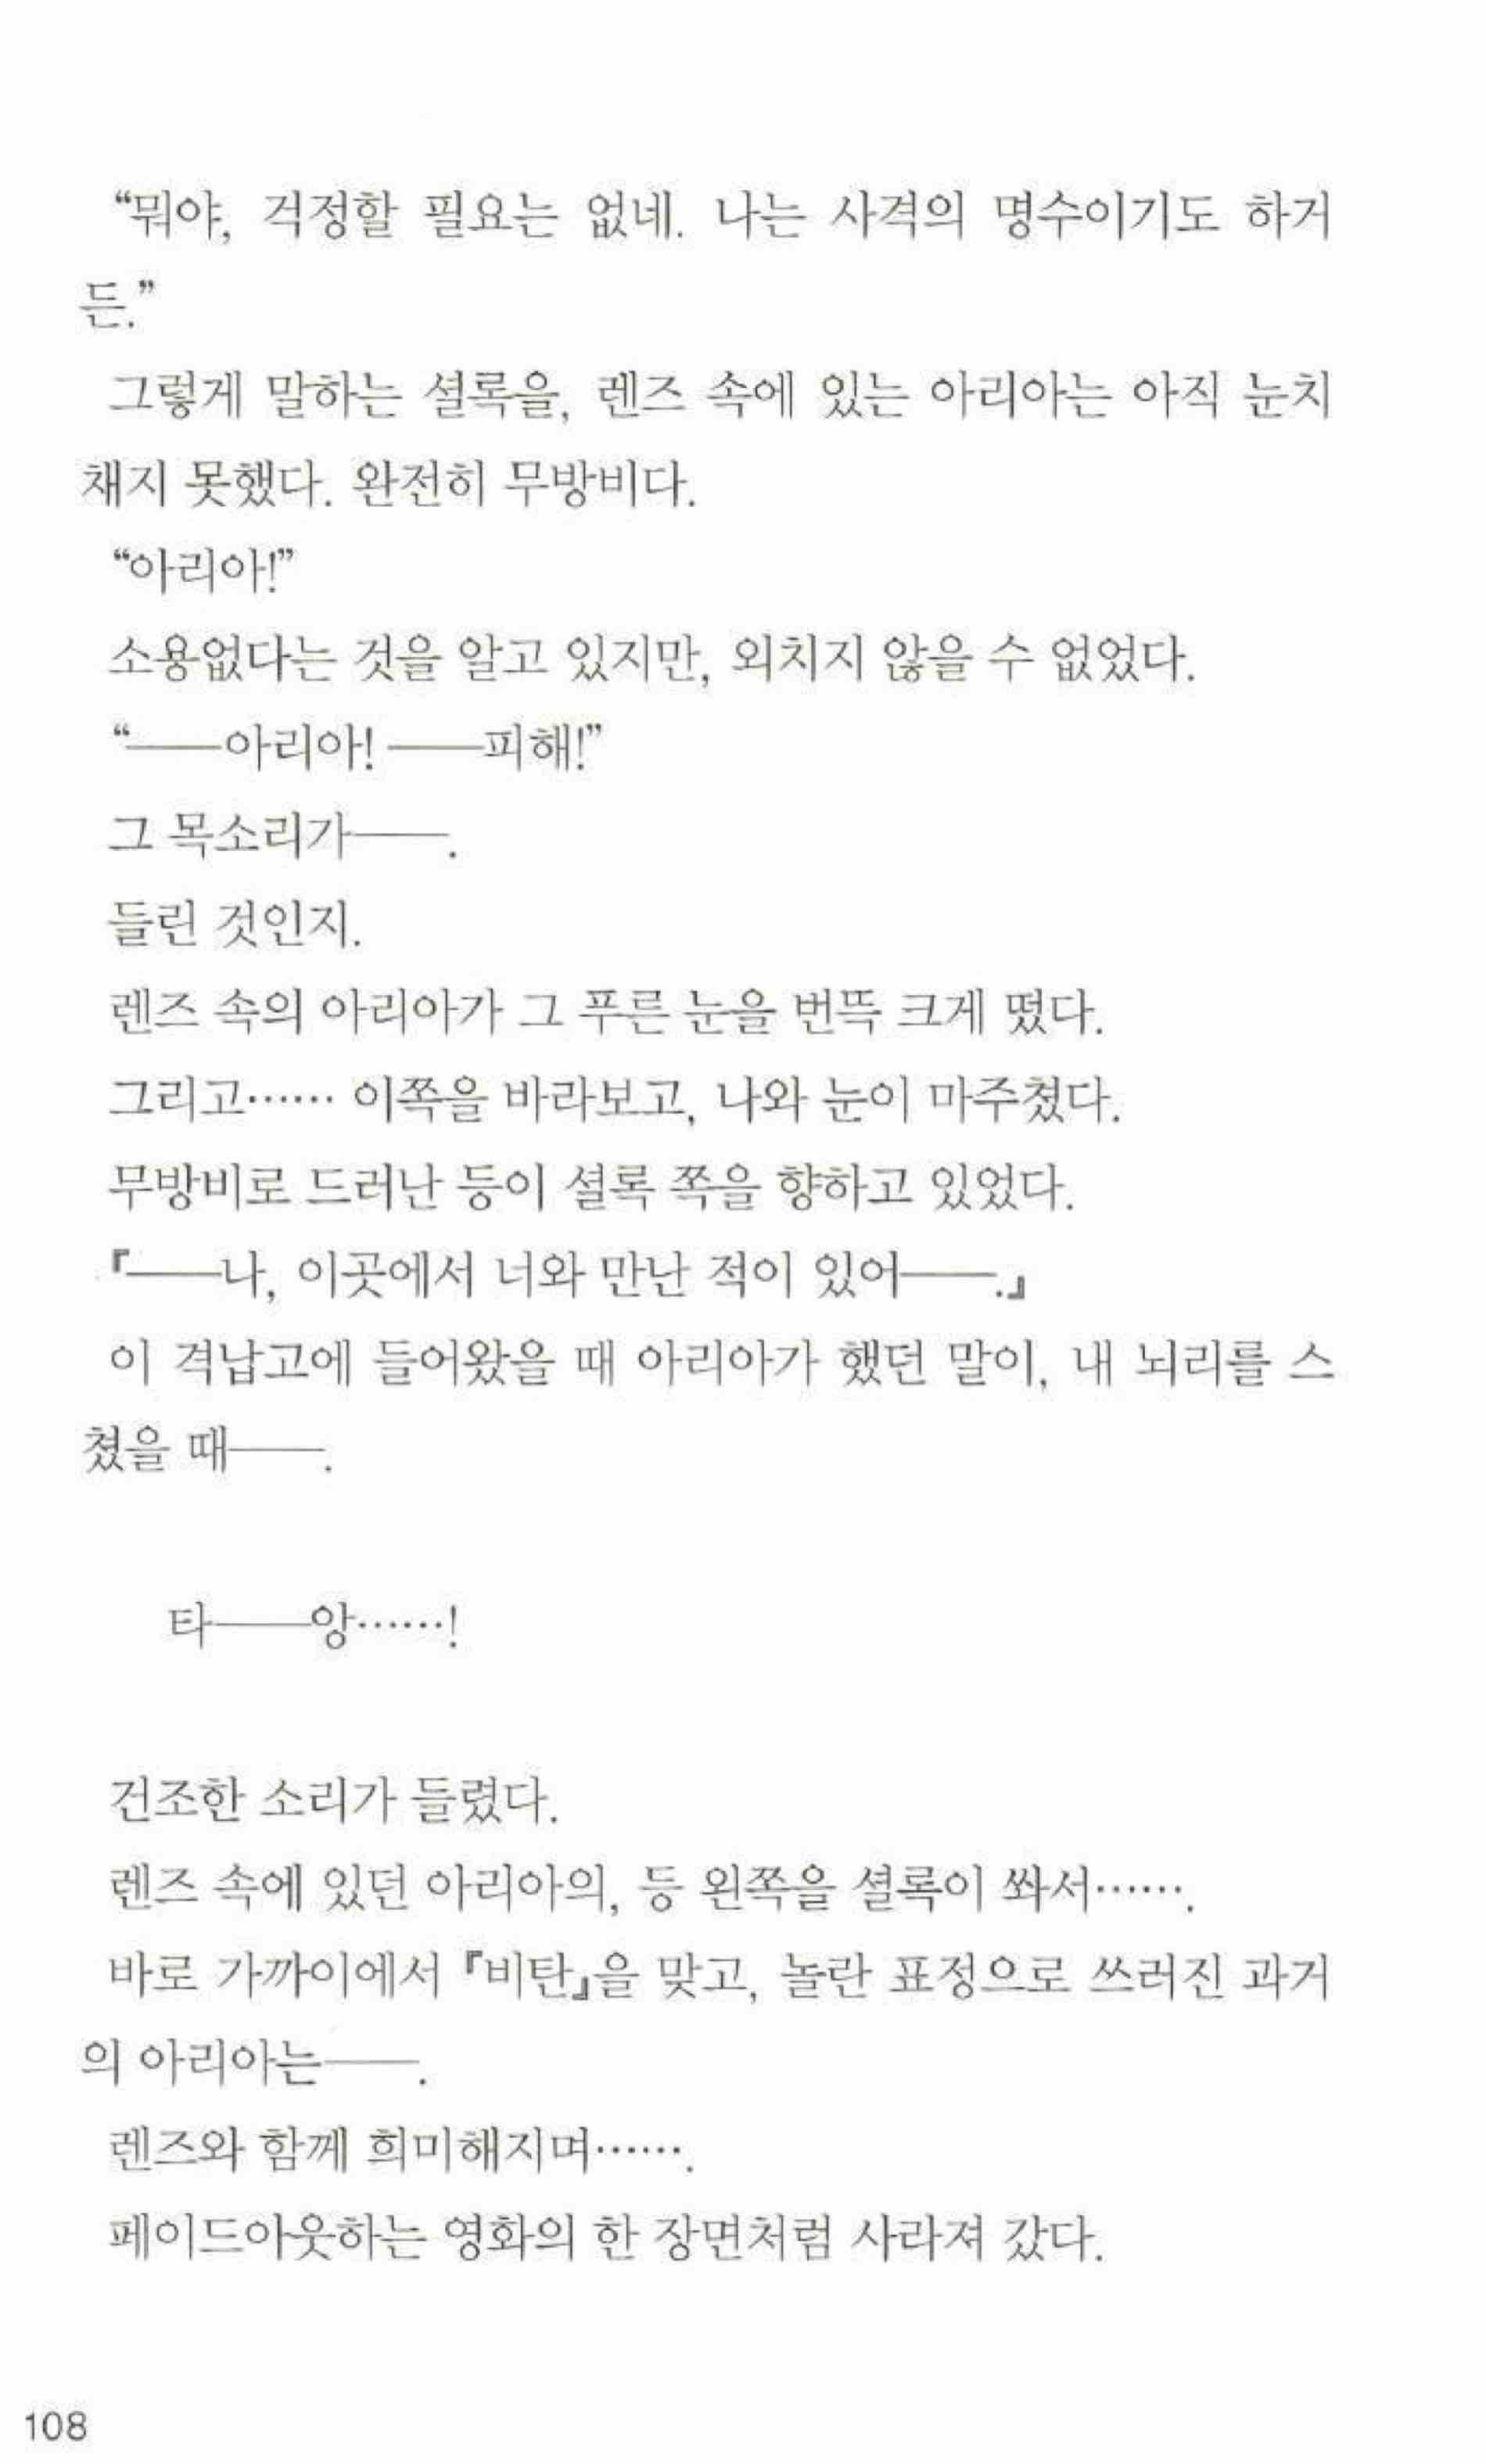 “뭐야, 걱정할 필요는 없네. 나는 사격의 명수이기도 하거
든.”
그렇게 말하는 셜록을, 렌즈 속에 있는 아리아는 아직 눈치
채지 못했다. 완전히 무방비다.
“아리아!”
소용없다는 것을 알고 있지만, 외치지 않을 수 없었다.
“──아리아! ──피해!”
그 목소리가──.
들린 것인지.
렌즈 속의 아리아가 그 푸른 눈을 번뜩 크게 떴다.
그리고…… 이쪽을 바라보고, 나와 눈이 마주쳤다.
무방비로 드러난 등이 셜록 쪽을 향하고 있었다.
『──나, 이곳에서 너와 만난 적이 있어──.』
이 격납고에 들어왔을 때 아리아가 했던 말이, 내 뇌리를 스
쳤을 때──.
타──앙……!
건조한 소리가 들렸다.
렌즈 속에 있던 아리아의, 등 왼쪽을 셜록이 쏴서…….
바로 가까이에서 『비탄』을 맞고, 놀란 표정으로 쓰러진 과거
의 아리아는──.
렌즈와 함께 희미해지며…….
페이드아웃하는 영화의 한 장면처럼 사라져 갔다.
108